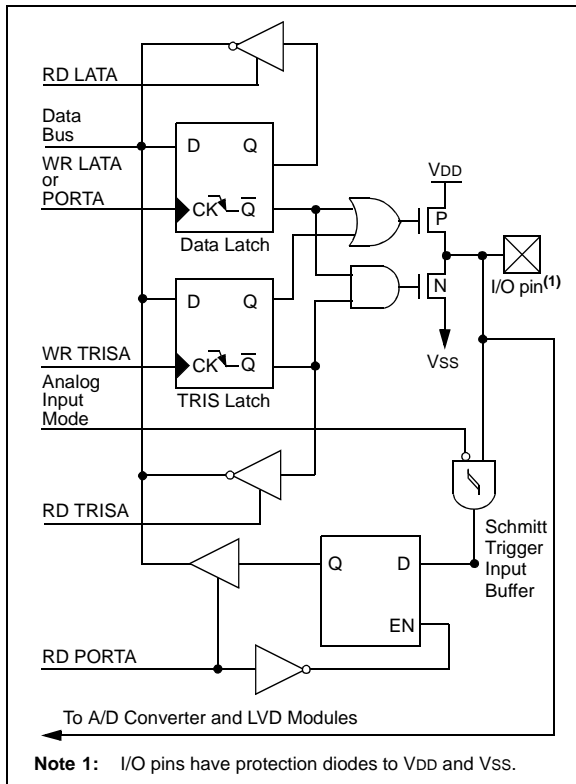 RD LATA
Data
Bus
WR LATA
or
PORTA
D Q
CK Q
Data Latch
VDD
P
N
I/O pin(1)
VSS
D Q
CK Q
TRIS Latch
WR TRISA
Analog
Input
Mode
RD TRISA
Schmitt
Trigger
Input
Buffer
Q D
EN
RD PORTA
To A/D Converter and LVD Modules
Note 1: I/O pins have protection diodes to VDD and VSS.